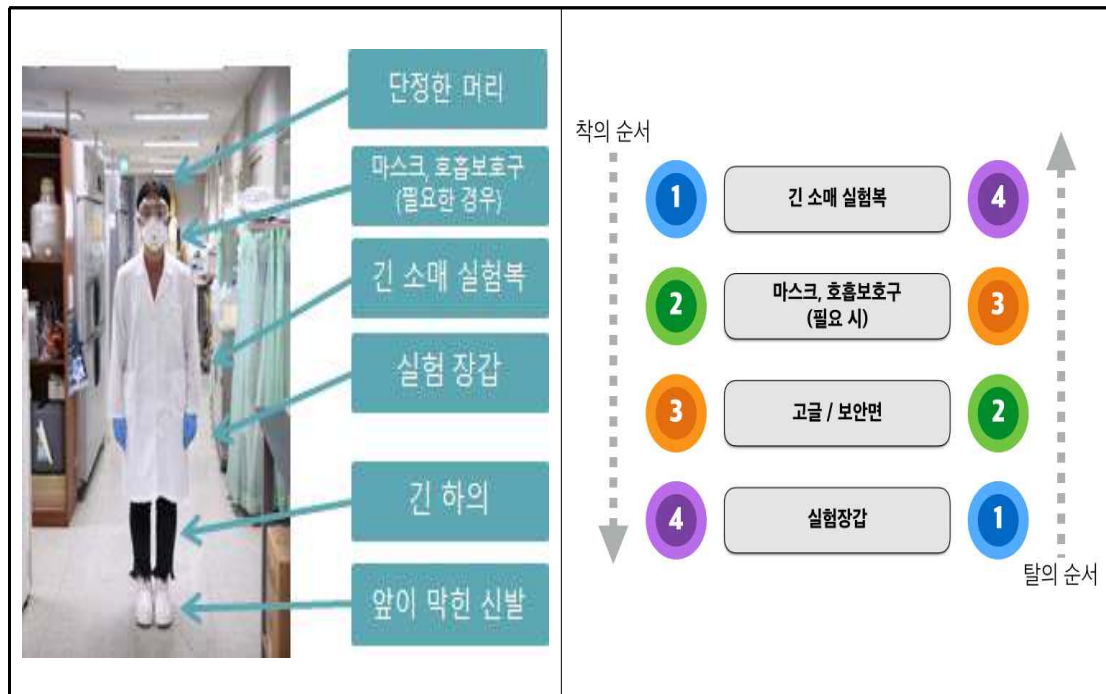 단정한 머리
마스크, 호흡보호구
(필요한 경우)
긴 소매 실험복
실험 장갑
긴 하의
앞이 막힌 신발
착의 순서
1
긴 소매 실험복
4
2
마스크, 호흡보호구
(필요 시)
3
3
고글 / 보안면
2
4
실험장갑
1
탈의 순서